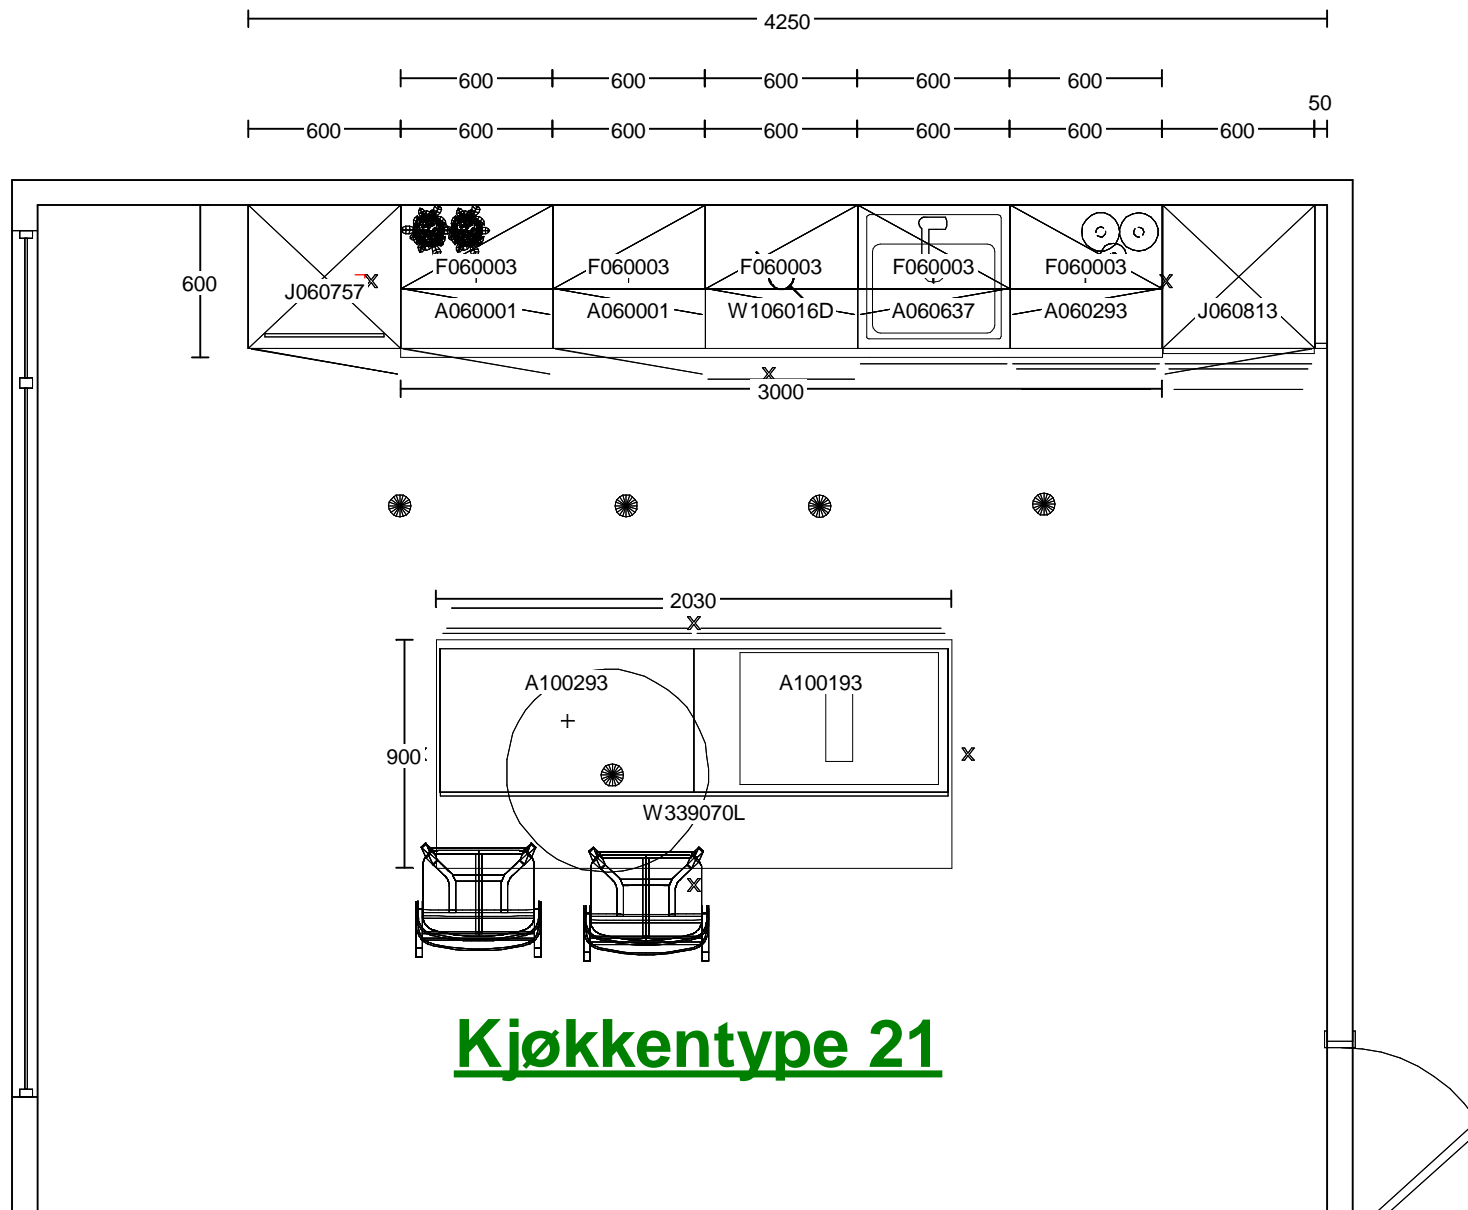 4250
600 600 600 600 600
50
600 600 600 600 600 600 600
F060003 F060003 F060003 F060003 F060003
600
J060757 A060001 A060001 W106016D A060637 A060293 J060813
X X
X
3000
2030
X
A100293 A100193
900 X
W339070L
X
Kjøkkentype 21